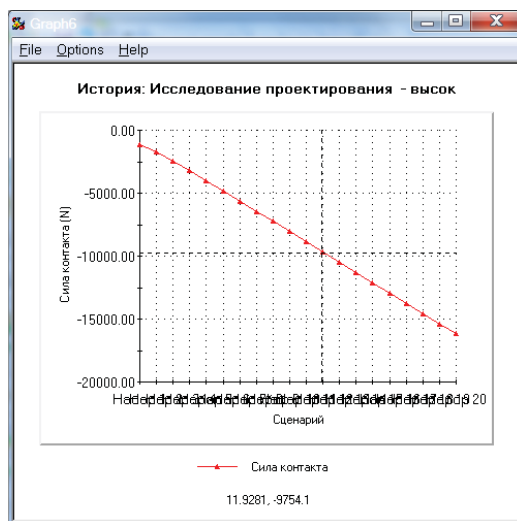 Graph6
File Options Help
История: Исследование проектирования - высок
0.00
-5000.00
-10000.00
-15000.00
-20000.00
Сила контакта (N)
20
Сценарий
Сила контакта
11.9281, -9754.1